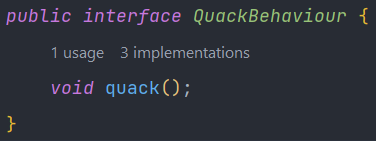 public interface QuackBehaviour {
1 usage 3 implementations
void quack();
}